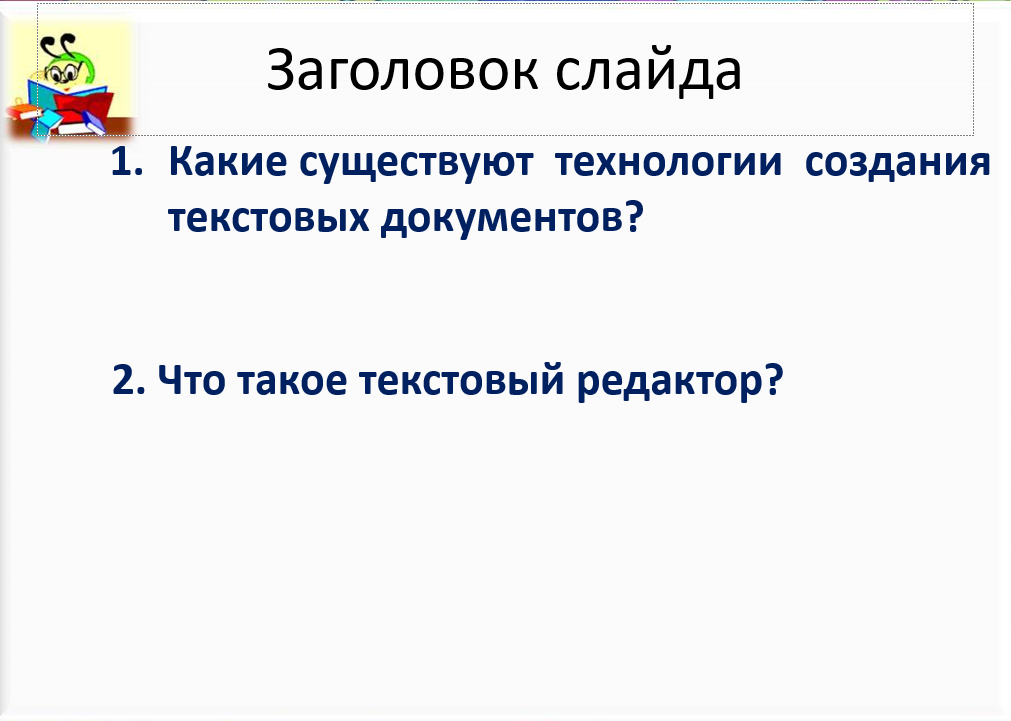 Заголовок слайда
1. Какие существуют технологии создания
текстовых документов?
2. Что такое текстовый редактор?